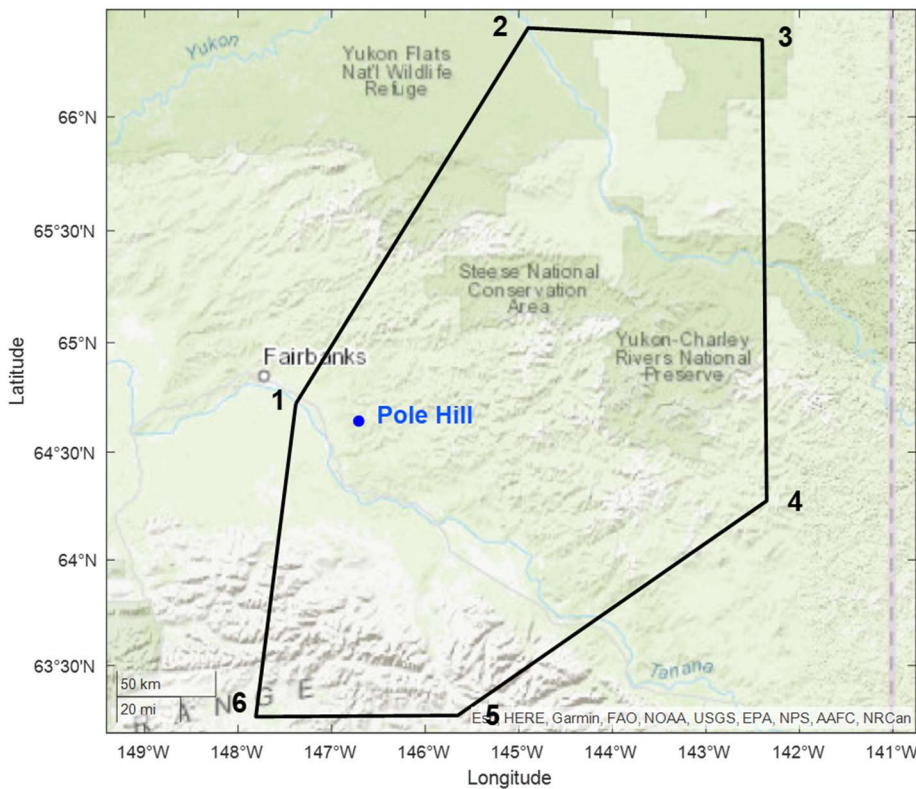 2
3
Yukon
Yukon Flats
Nat'l Wildlife
Refuge
66°N
65°30'N
Steese National
Conservation
Area
65°N
Yukon-Charley
Rivers National
Preserve
Fairbanks
1
Pole Hill
64°30'N
4
64°N
63°30'N
Tanana
50 km
20 mi
6
R A N G E
5
Es HERE, Garmin, FAO, NOAA, USGS, EPA, NPS, AAFC, NRCan
149°W 148°W 147°W 146°W 145°W 144°W 143°W 142°W 141°W
Longitude
Latitude